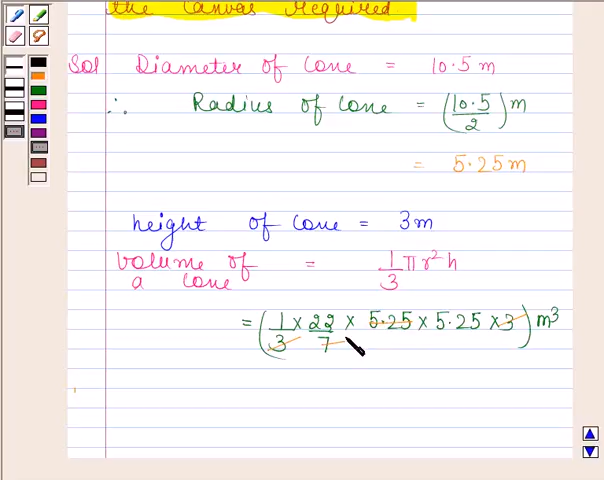 the Canvas Required
Sol Diameter of Cone = 10.5 m
∴ Radius of Cone = (10.5/2) m
= 5.25 m
height of Cone = 3m
Volume of a Cone = 1/3 πr²h
= (1/3 × 22/7 × 5.25 × 5.25 × 3) m³